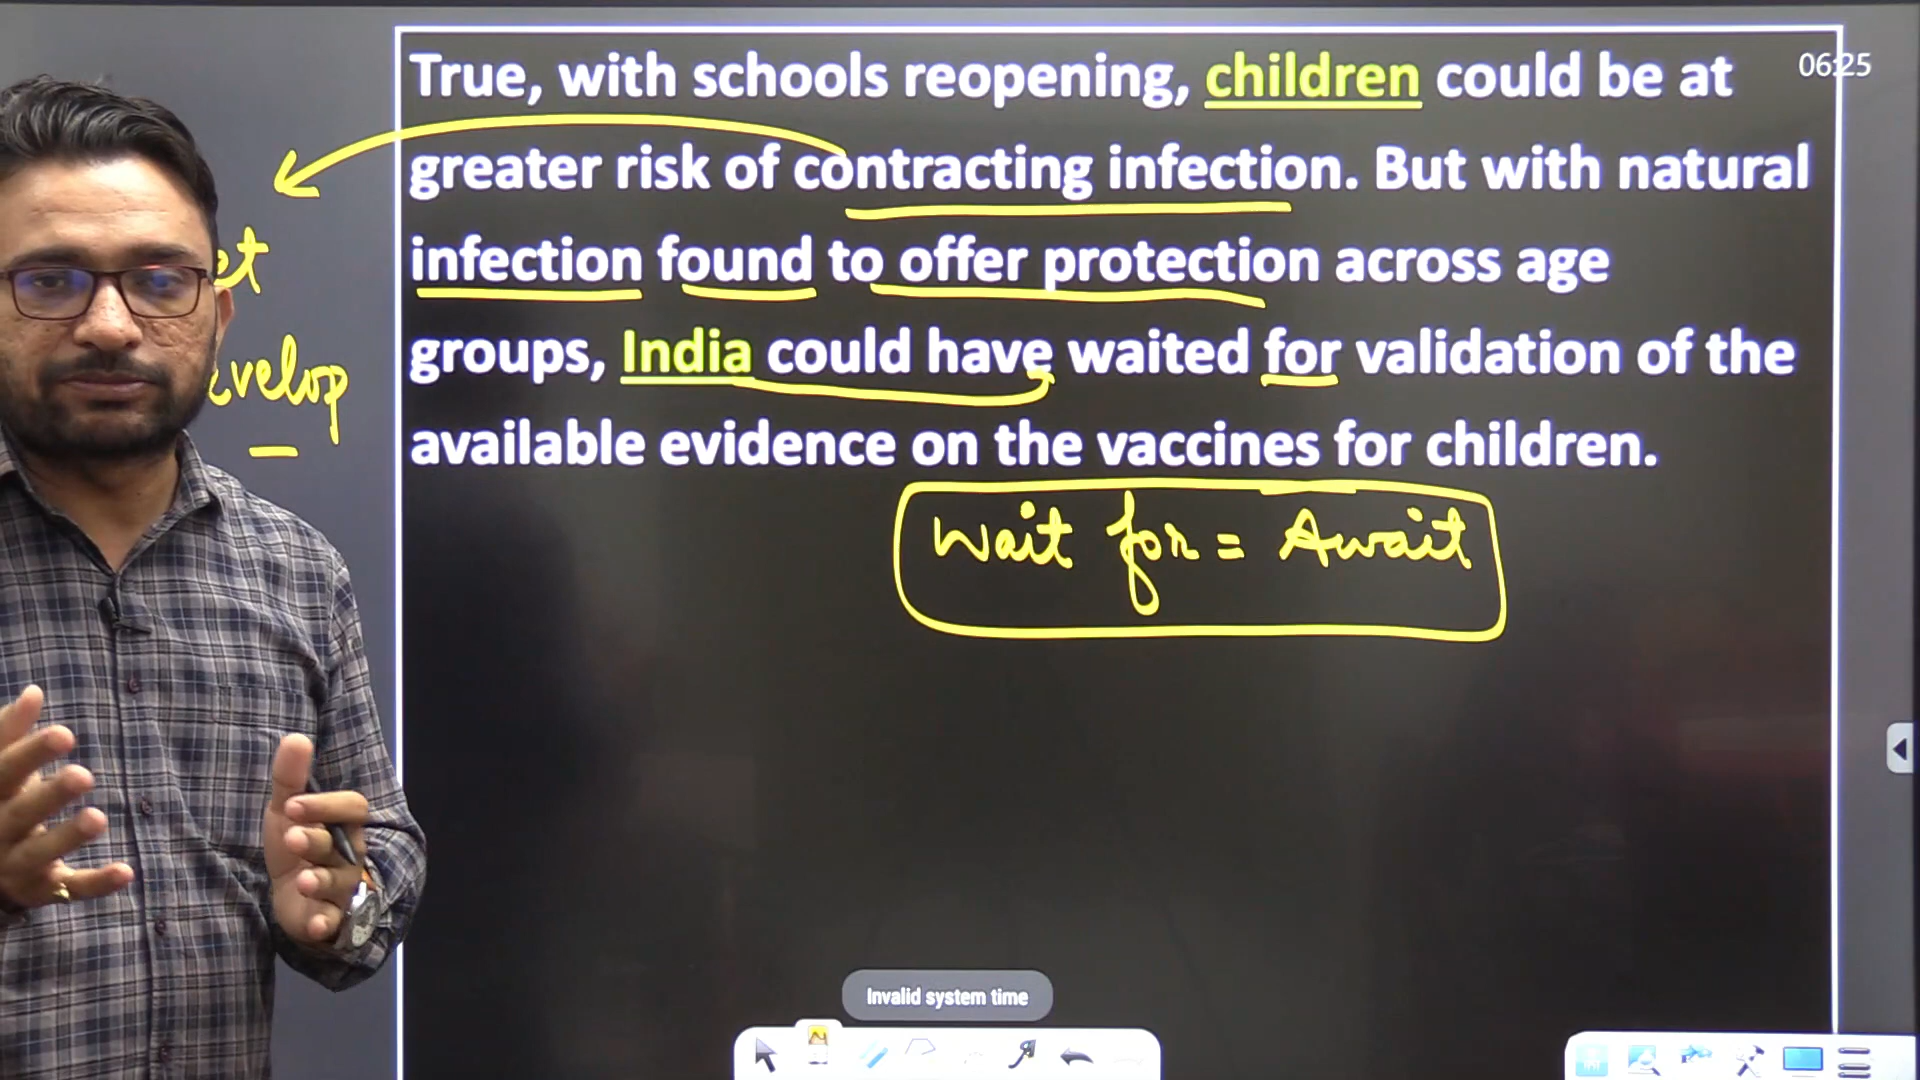 True, with schools reopening, children could be at
06:25
greater risk of contracting infection. But with natural
infection found to offer protection across age
groups, India could have waited for validation of the
available evidence on the vaccines for children.
Wait for = Await
Invalid system time